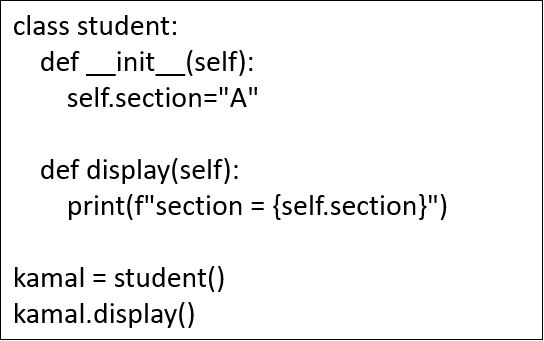 class student:
    def __init__(self):
        self.section="A"

    def display(self):
        print(f"section = {self.section}")

kamal = student()
kamal.display()